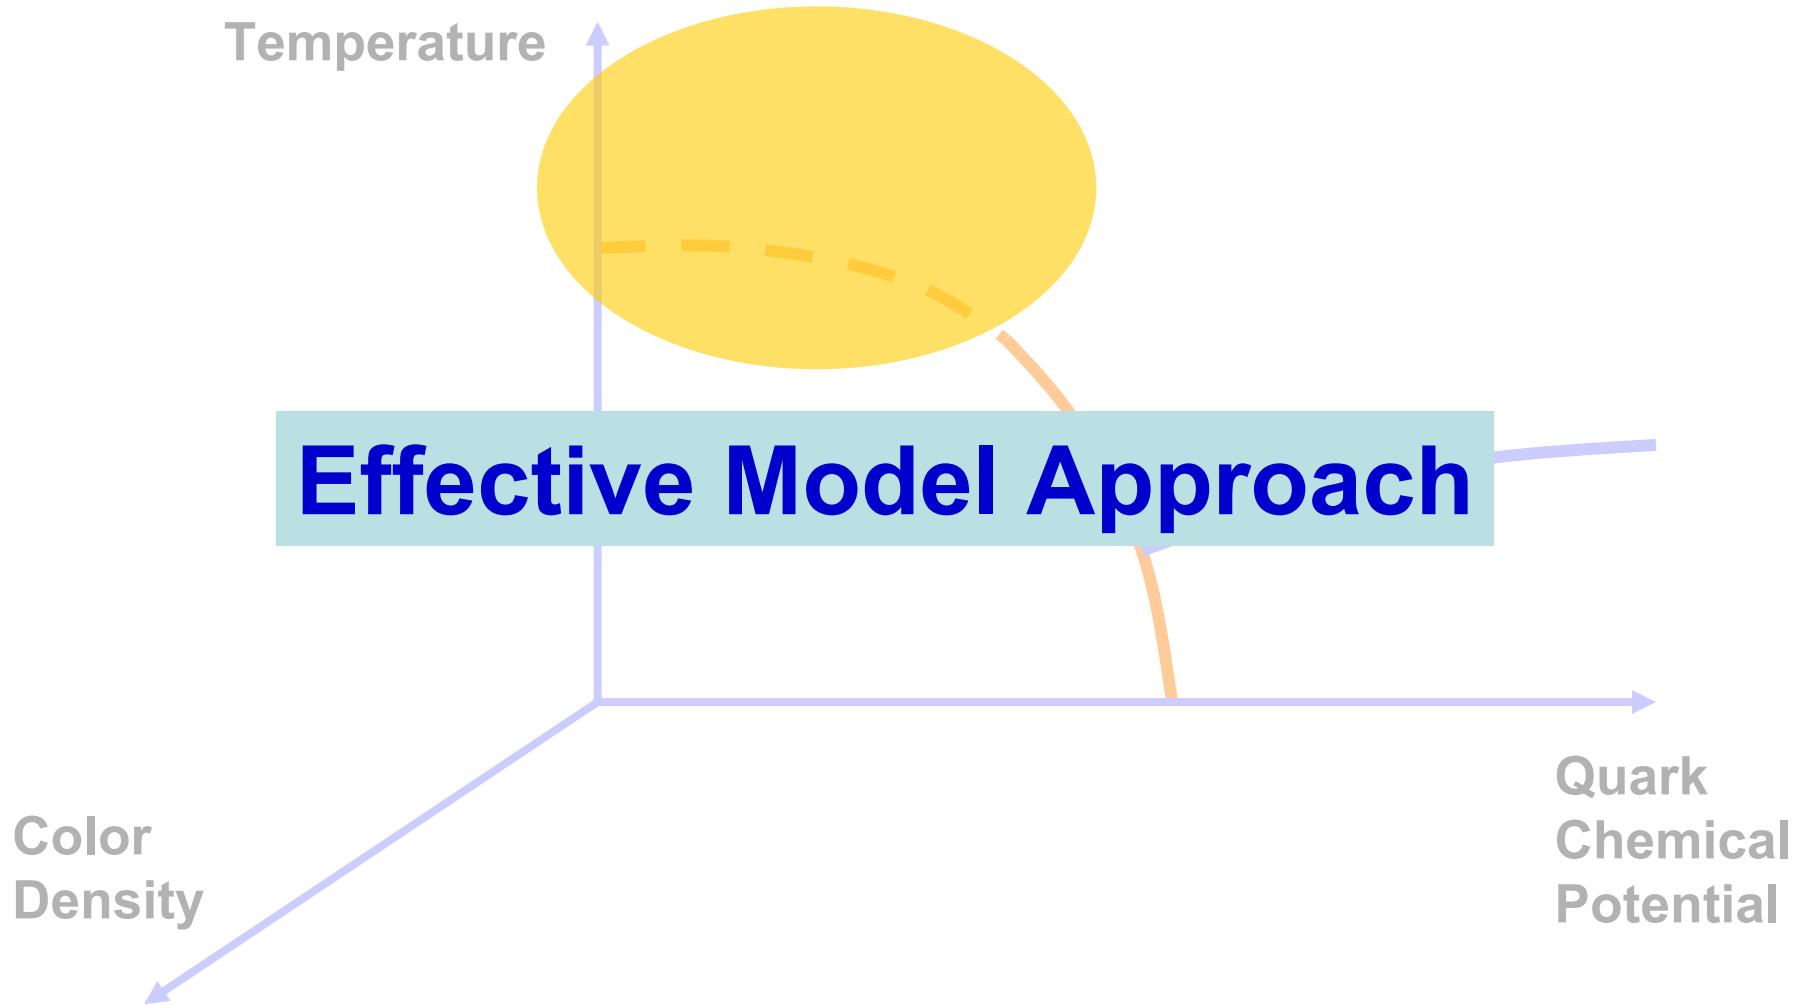 Temperature
Effective Model Approach
Quark
Chemical
Potential
Color
Density